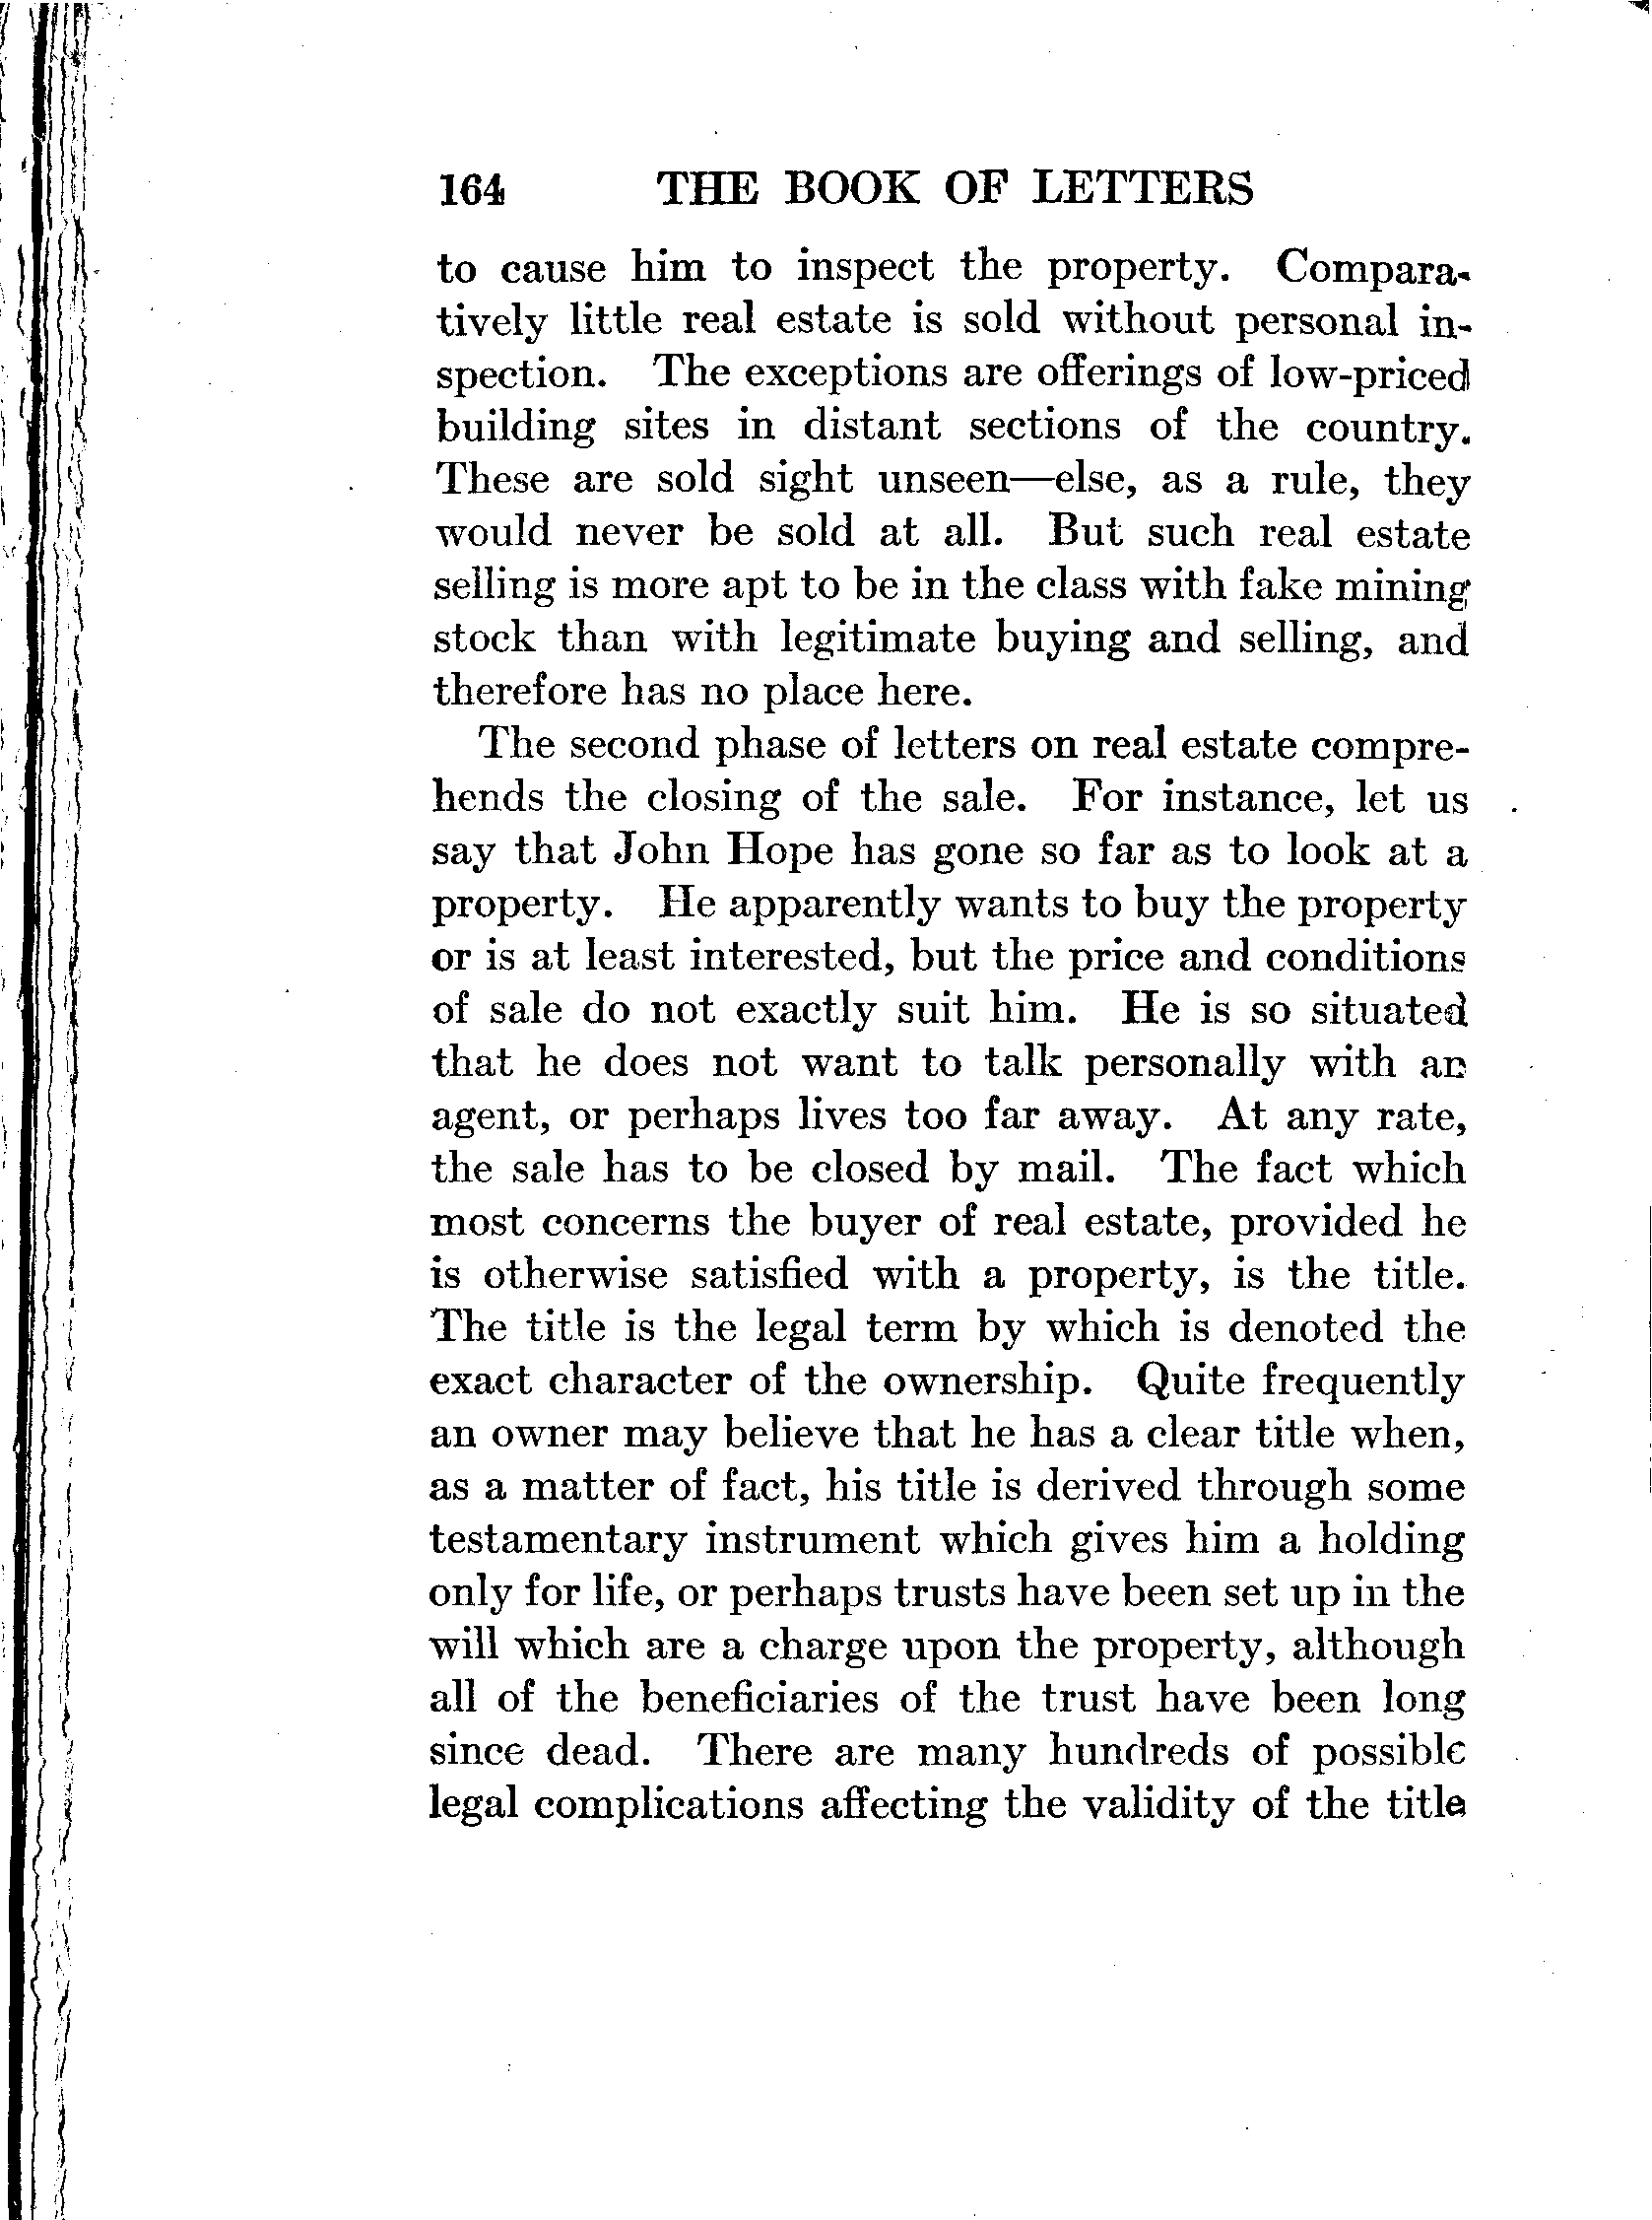 164 THE BOOK OF LETTERS
to cause him to inspect the property. Compara-
tively little real estate is sold without personal in-
spection. The exceptions are offerings of low-priced
building sites in distant sections of the country.
These are sold sight unseen—else, as a rule, they
would never be sold at all. But such real estate
selling is more apt to be in the class with fake mining
stock than with legitimate buying and selling, and
therefore has no place here.
The second phase of letters on real estate compre-
hends the closing of the sale. For instance, let us
say that John Hope has gone so far as to look at a
property. He apparently wants to buy the property
or is at least interested, but the price and conditions
of sale do not exactly suit him. He is so situated
that he does not want to talk personally with an
agent, or perhaps lives too far away. At any rate,
the sale has to be closed by mail. The fact which
most concerns the buyer of real estate, provided he
is otherwise satisfied with a property, is the title.
The title is the legal term by which is denoted the
exact character of the ownership. Quite frequently
an owner may believe that he has a clear title when,
as a matter of fact, his title is derived through some
testamentary instrument which gives him a holding
only for life, or perhaps trusts have been set up in the
will which are a charge upon the property, although
all of the beneficiaries of the trust have been long
since dead. There are many hundreds of possible
legal complications affecting the validity of the title